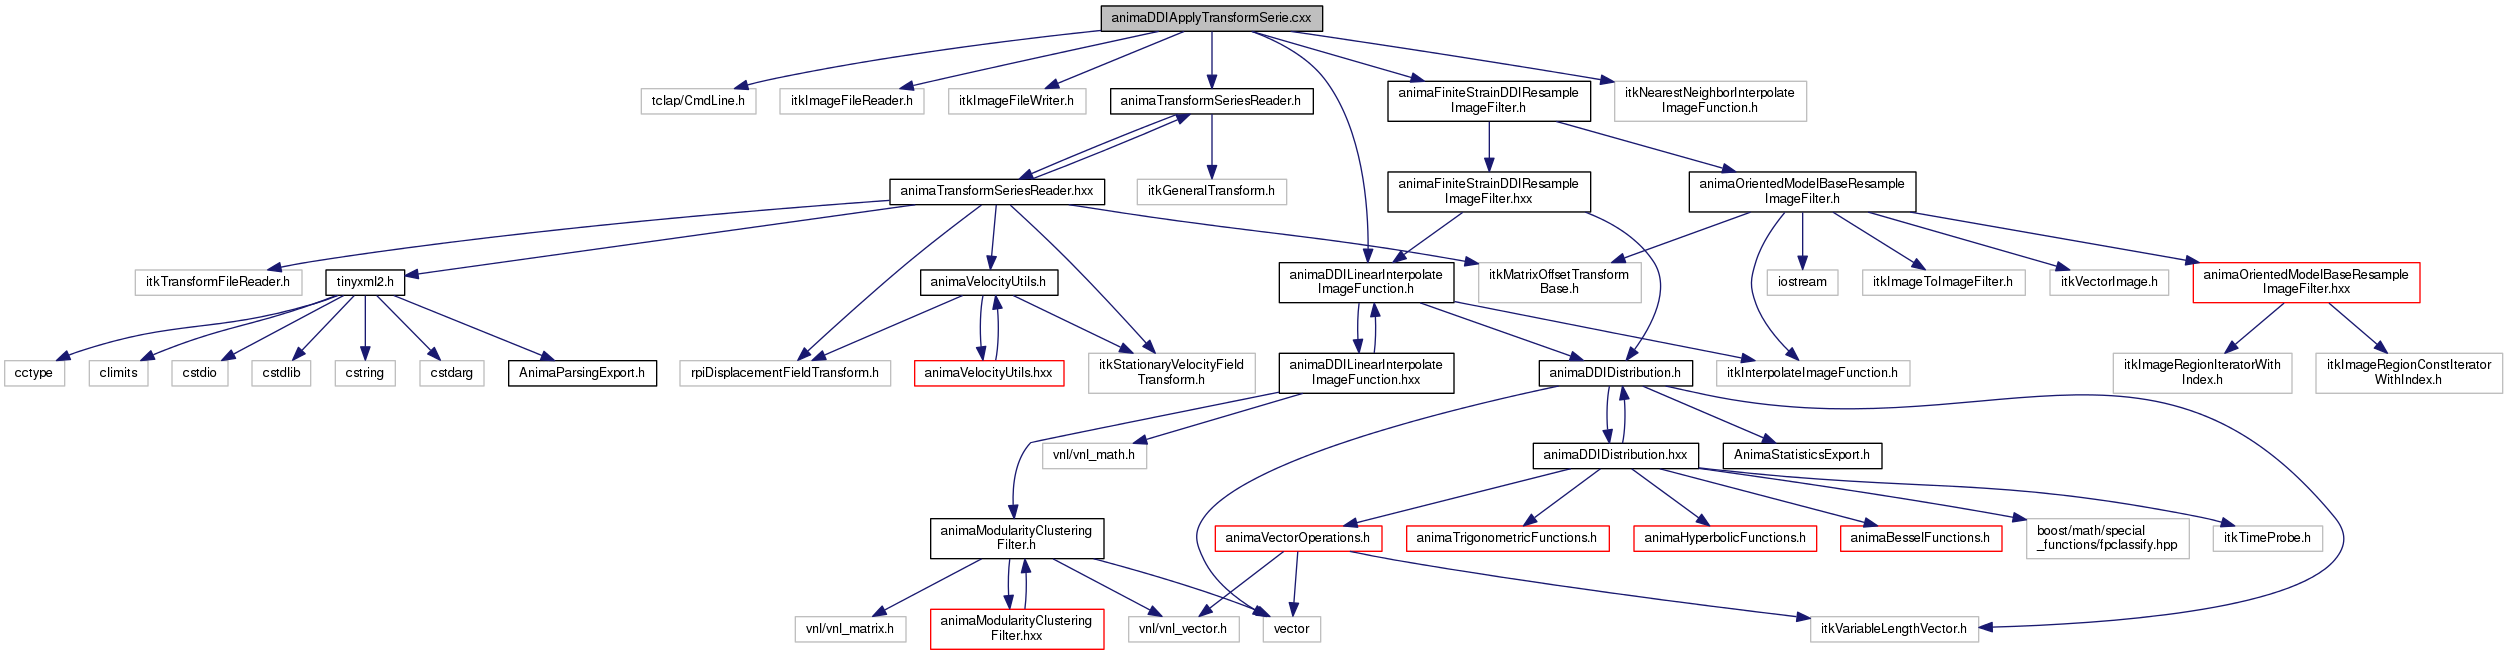 animaDDIApplyTransformSerie.cxx
tclap/CmdLine.h
itkImageFileReader.h
itkImageFileWriter.h
animaTransformSeriesReader.h
animaFiniteStrainDDIResample
ImageFilter.h
itkNearestNeighborInterpolate
ImageFunction.h
animaTransformSeriesReader.hxx
itkGeneralTransform.h
animaFiniteStrainDDIResample
ImageFilter.hxx
animaOrientedModelBaseResample
ImageFilter.h
itkTransformFileReader.h
tinyxml2.h
animaVelocityUtils.h
animaDDILinearInterpolate
ImageFunction.h
itkMatrixOffsetTransform
Base.h
iostream
itkImageToImageFilter.h
itkVectorImage.h
animaOrientedModelBaseResample
ImageFilter.hxx
cctype
climits
cstdio
cstdlib
cstring
cstdarg
AnimaParsingExport.h
rpiDisplacementFieldTransform.h
animaVelocityUtils.hxx
itkStationaryVelocityField
Transform.h
animaDDILinearInterpolate
ImageFunction.hxx
animaDDIDistribution.h
itkInterpolateImageFunction.h
itkImageRegionIteratorWith
Index.h
itkImageRegionConstIterator
WithIndex.h
vnl/vnl_math.h
animaDDIDistribution.hxx
AnimaStatisticsExport.h
animaModularityClustering
Filter.h
animaVectorOperations.h
animaTrigonometricFunctions.h
animaHyperbolicFunctions.h
animaBesselFunctions.h
boost/math/special
_functions/fpclassify.hpp
itkTimeProbe.h
vnl/vnl_matrix.h
animaModularityClustering
Filter.hxx
vnl/vnl_vector.h
vector
itkVariableLengthVector.h